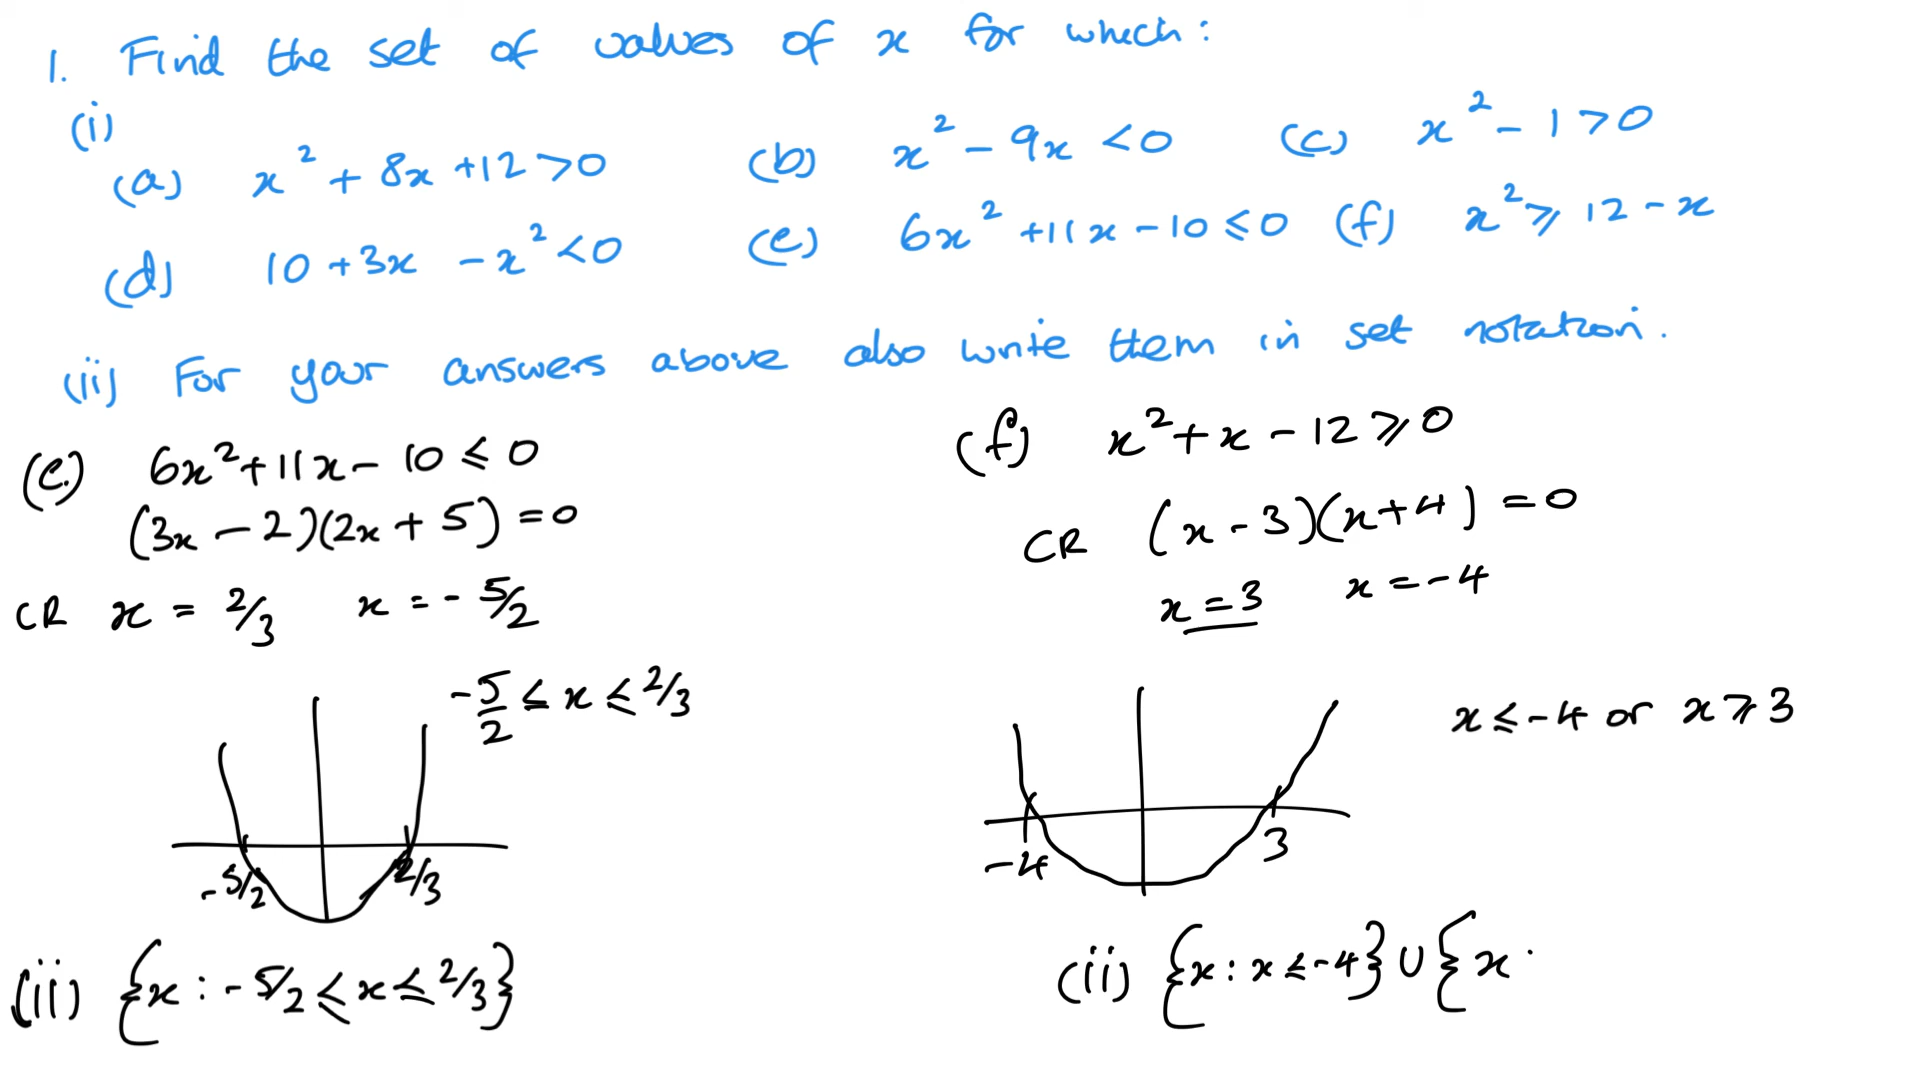 1. Find the set of values of x for which:
(i)
(a) x² + 8x + 12 > 0 (b) x² - 9x < 0 (c) x² - 1 > 0
(d) 10 + 3x - x² < 0 (e) 6x² + 11x - 10 ≤ 0 (f) x² ≥ 12 - x
(ii) For your answers above also write them in set notation.
(e) 6x² + 11x - 10 ≤ 0
(3x - 2)(2x + 5) = 0
CR x = 2/3 x = - 5/2
-5/2 ≤ x ≤ 2/3
-5/2 2/3
(ii) {x : -5/2 ≤ x ≤ 2/3}
(f) x² + x - 12 ≥ 0
CR (x - 3)(x + 4) = 0
x = 3 x = -4
x ≤ -4 or x ≥ 3
-4 3
(ii) {x : x ≤ -4} ∪ {x ·